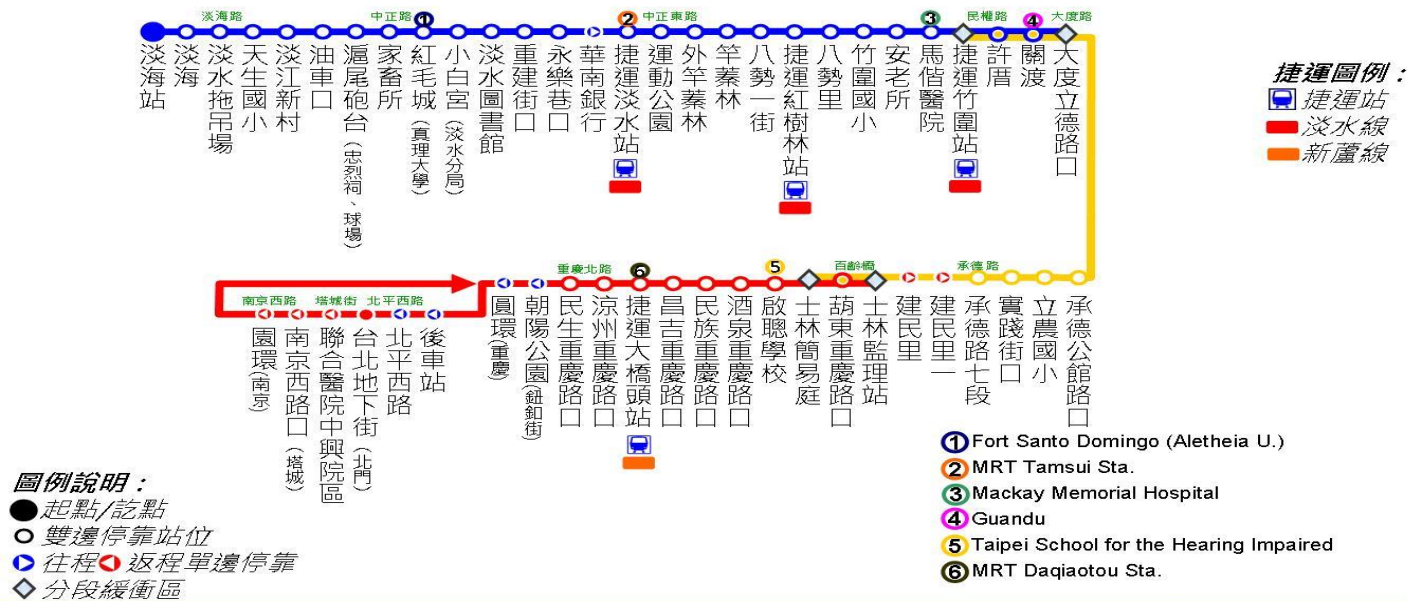 淡海路
中正路
1
2
中正東路
3
民權路
4
大度路
淡海站
淡海
淡水拖吊場
天生國小
淡江新村
油車口
滬尾砲台(忠烈祠、球場)
家畜所
紅毛城(真理大學)
小白宮(淡水分局)
淡水圖書館
重建街口
永樂巷口
華南銀行
捷運淡水站
運動公園
外竿蓁林
竿蓁林
八勢一街
捷運紅樹林站
八勢里
竹圍國小
安老所
馬偕醫院
捷運竹圍站
許厝
關渡
大度立德路口
捷運圖例:
捷運站
淡水線
新蘆線
南京西路
塔城街
北平西路
重慶北路
6
5
百齡橋
承德路
園環(南京)
南京西路口(塔城)
聯合醫院中興院區
台北地下街(北門)
北平西路
後車站
圓環(重慶)
朝陽公園(鈕釦街)
民生重慶路口
涼州重慶路口
捷運大橋頭站
昌吉重慶路口
民族重慶路口
酒泉重慶路口
啟聰學校
士林簡易庭
葫東重慶路口
士林監理站
建民里
建民里一
承德路七段
實踐街口
立農國小
承德公館路口
1 Fort Santo Domingo (Aletheia U.)
2 MRT Tamsui Sta.
3 Mackay Memorial Hospital
4 Guandu
5 Taipei School for the Hearing Impaired
6 MRT Daqiaotou Sta.
圖例說明:
起點/訖點
雙邊停靠站位
往程 返程單邊停靠
分段緩衝區